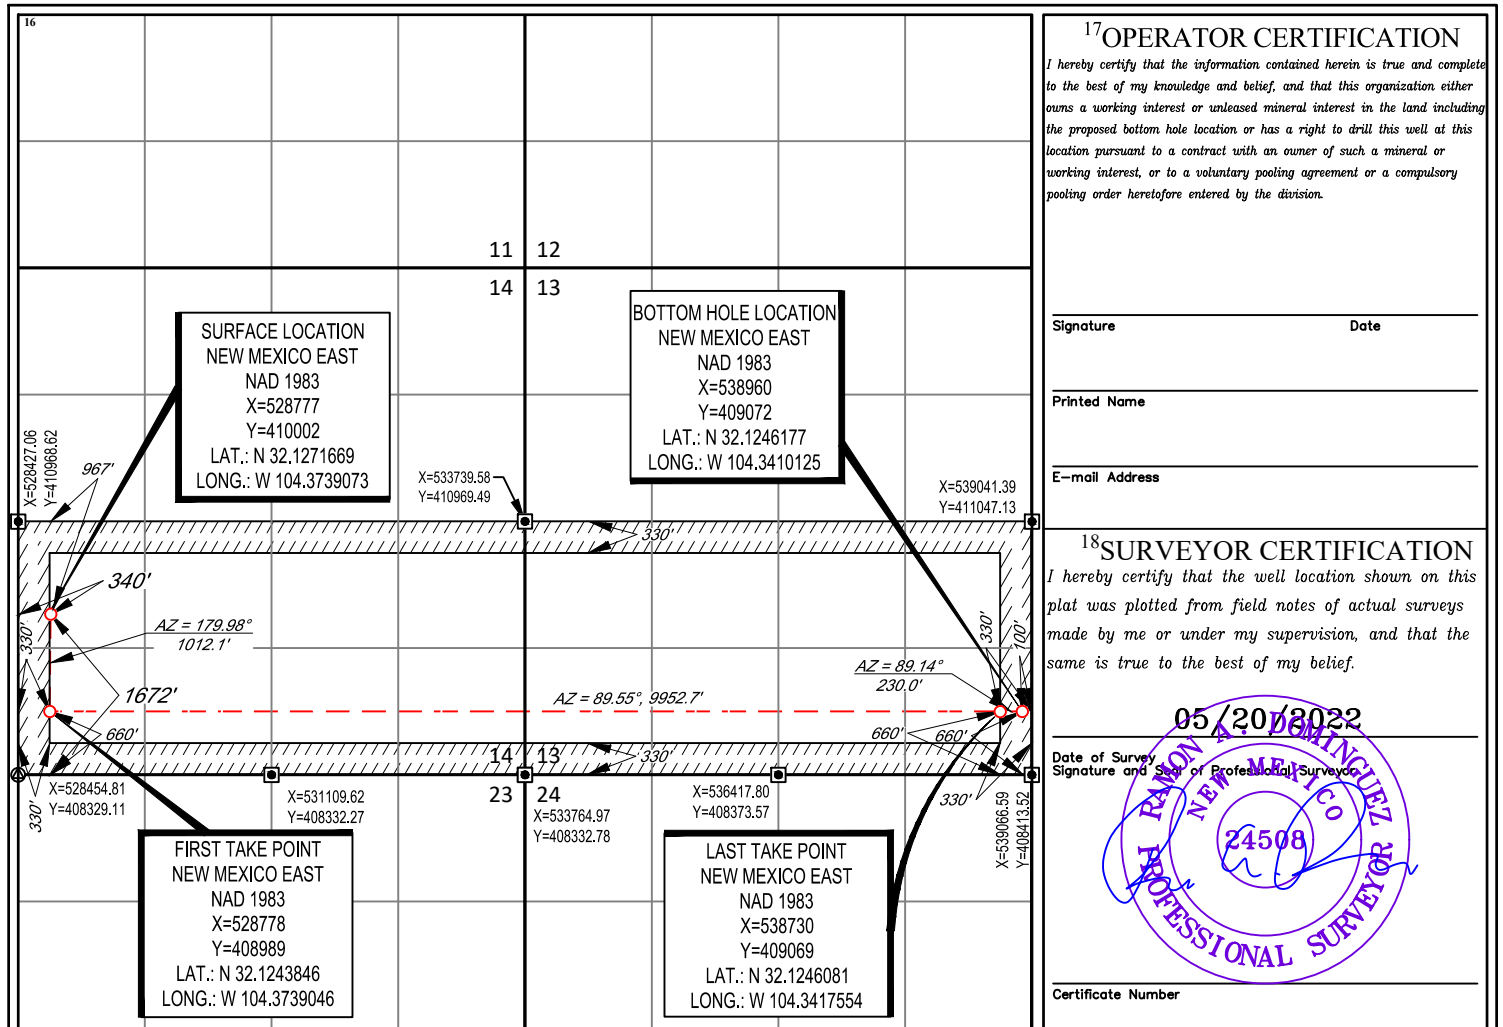 16
11 12
14 13
SURFACE LOCATION
NEW MEXICO EAST
NAD 1983
X=528777
Y=410002
LAT.: N 32.1271669
LONG.: W 104.3739073
BOTTOM HOLE LOCATION
NEW MEXICO EAST
NAD 1983
X=538960
Y=409072
LAT.: N 32.1246177
LONG.: W 104.3410125
X=528427.06
Y=410968.62
967'
X=533739.58
Y=410969.49
X=539041.39
Y=411047.13
330'
340'
330'
AZ = 179.98°
1012.1'
1672'
660'
AZ = 89.55°, 9952.7'
AZ = 89.14°
230.0'
330'
100'
660'
660'
330'
330'
330'
14 13
23 24
X=528454.81
Y=408329.11
X=531109.62
Y=408332.27
X=533764.97
Y=408332.78
X=536417.80
Y=408373.57
X=539066.59
Y=408413.52
FIRST TAKE POINT
NEW MEXICO EAST
NAD 1983
X=528778
Y=408989
LAT.: N 32.1243846
LONG.: W 104.3739046
LAST TAKE POINT
NEW MEXICO EAST
NAD 1983
X=538730
Y=409069
LAT.: N 32.1246081
LONG.: W 104.3417554
17OPERATOR CERTIFICATION
I hereby certify that the information contained herein is true and complete
to the best of my knowledge and belief, and that this organization either
owns a working interest or unleased mineral interest in the land including
the proposed bottom hole location or has a right to drill this well at this
location pursuant to a contract with an owner of such a mineral or
working interest, or to a voluntary pooling agreement or a compulsory
pooling order heretofore entered by the division.
Signature Date
Printed Name
E-mail Address
18SURVEYOR CERTIFICATION
I hereby certify that the well location shown on this
plat was plotted from field notes of actual surveys
made by me or under my supervision, and that the
same is true to the best of my belief.
05/20/2022
Date of Survey
Signature and Seal of Professional Surveyor
RAMON A. DOMINGUEZ
NEW MEXICO
24508
PROFESSIONAL SURVEYOR
Certificate Number